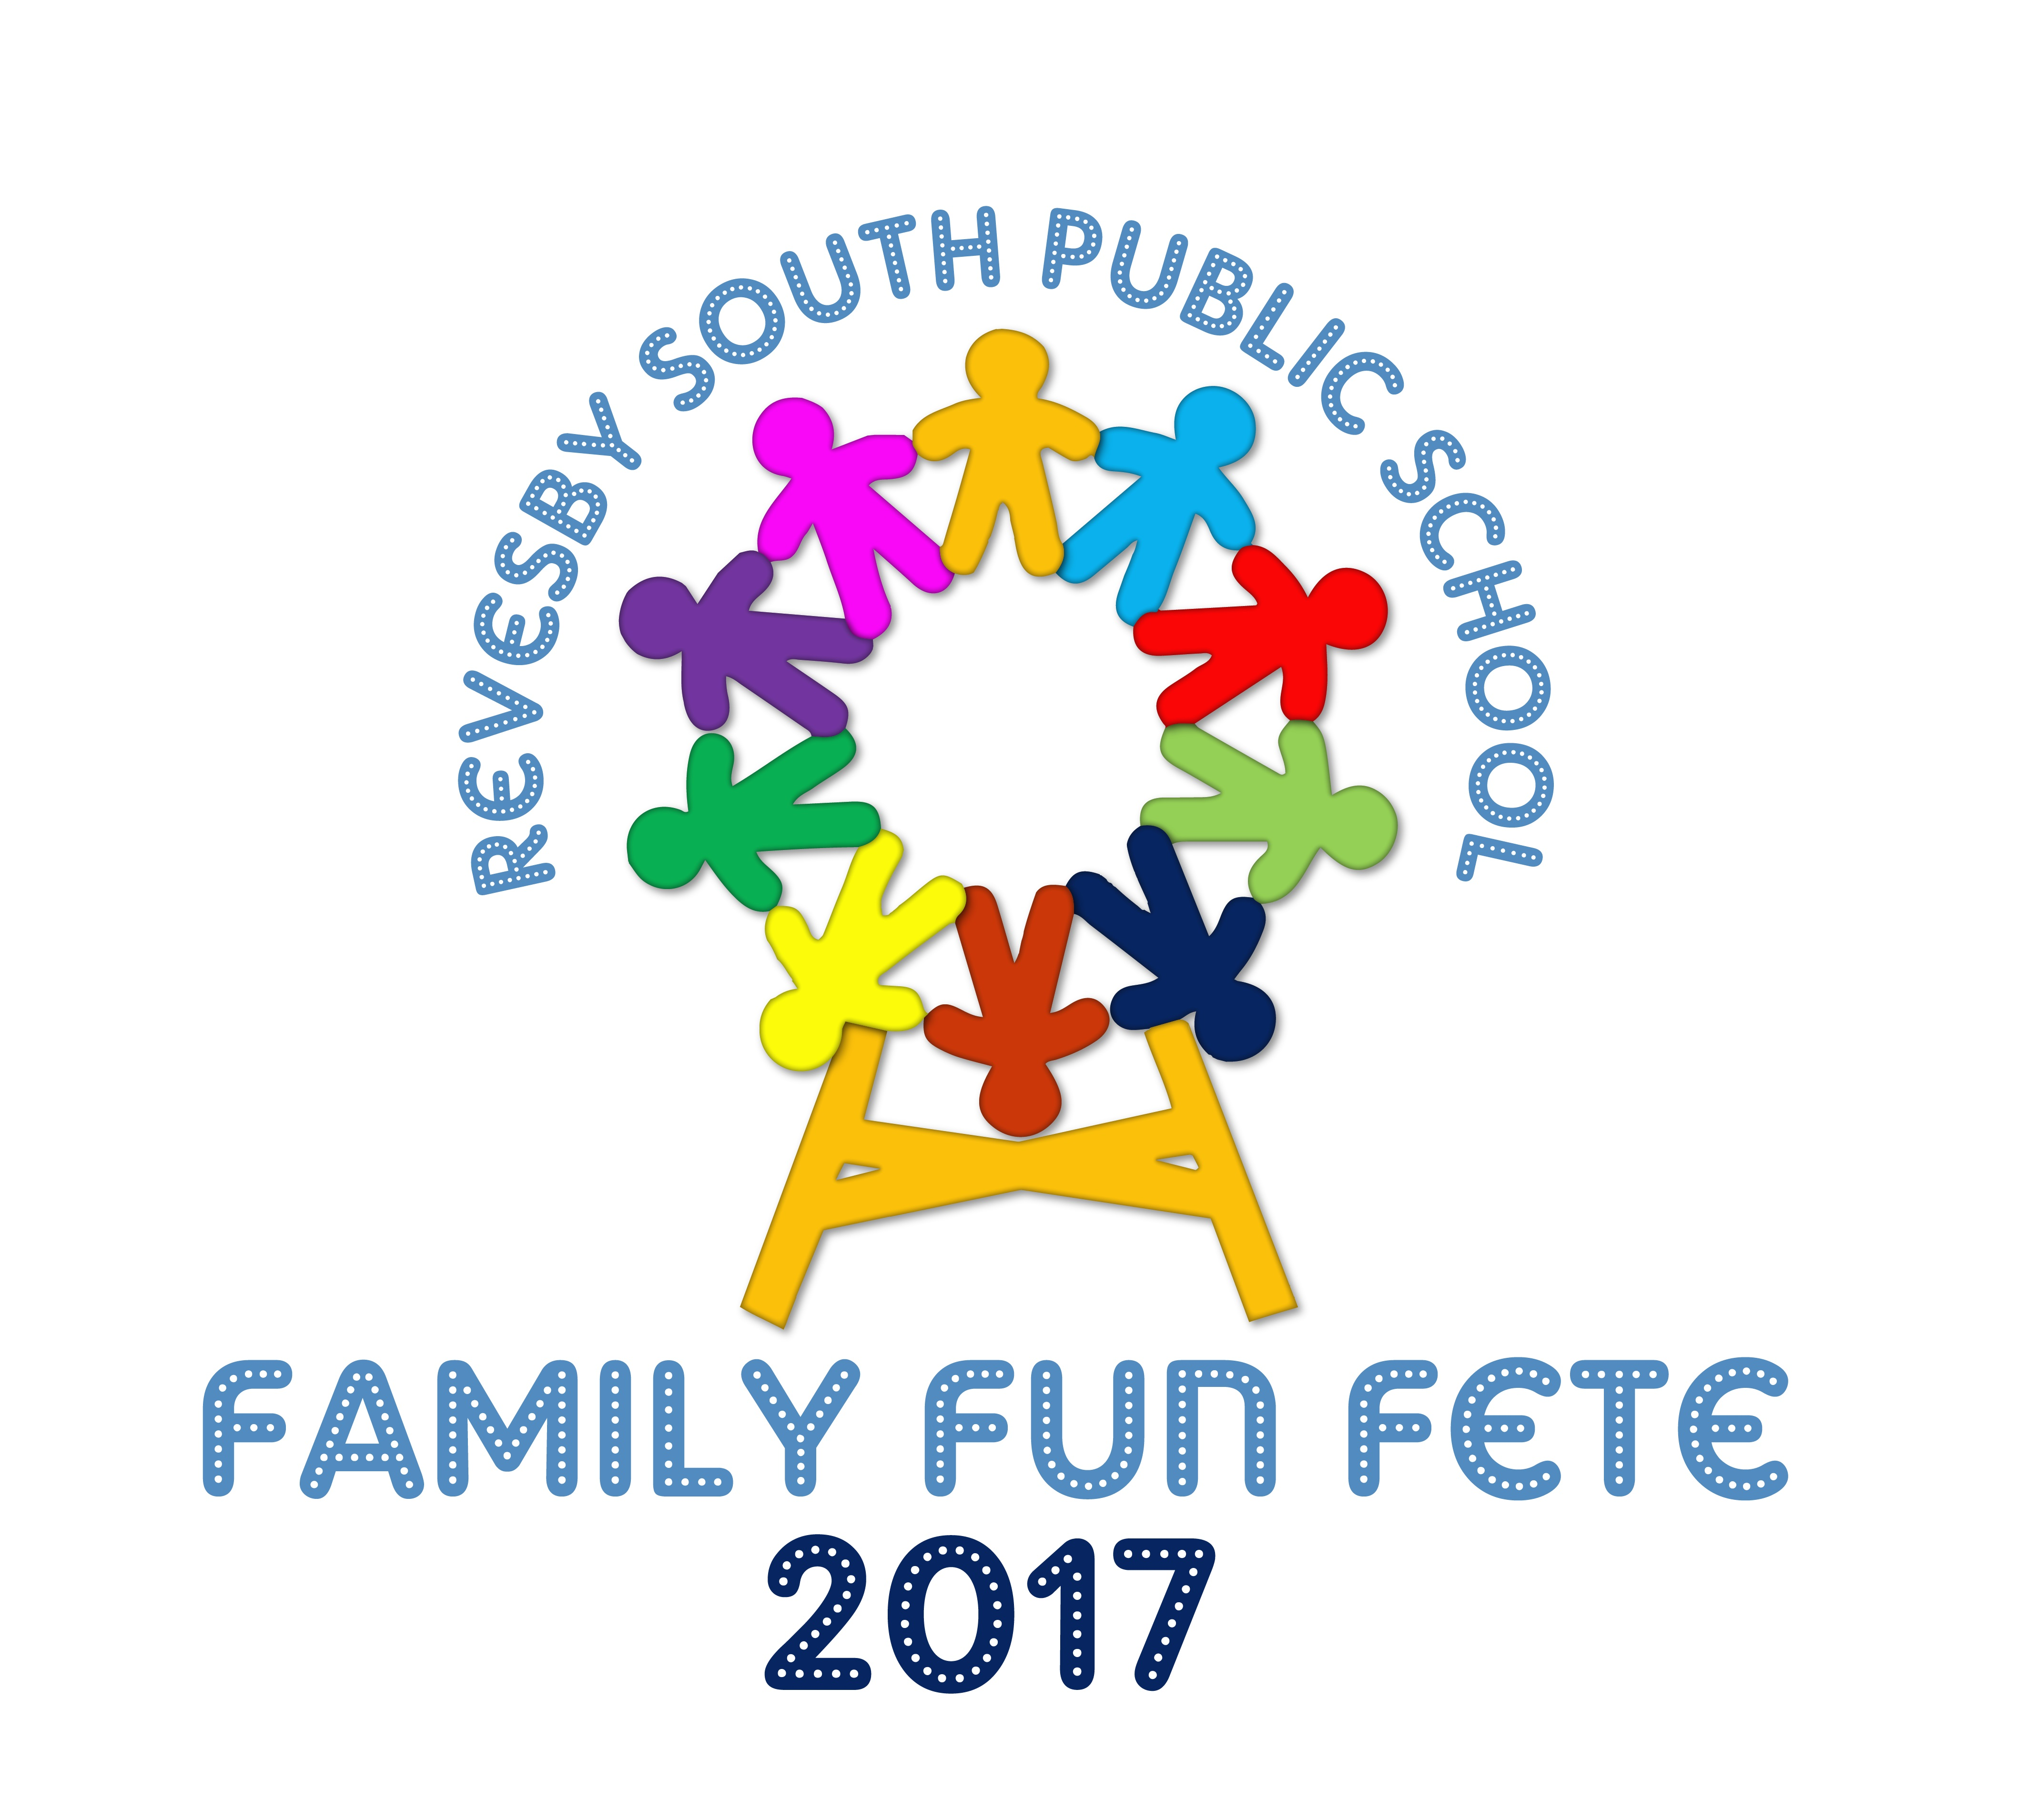 REVESBY SOUTH PUBLIC SCHOOL
FAMILY FUN FETE
2017